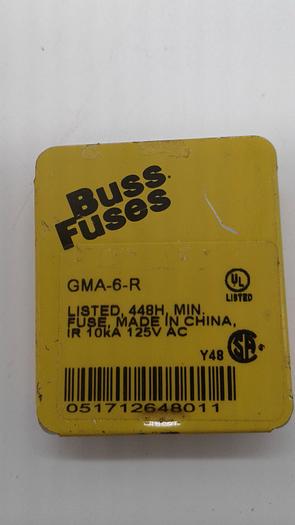 Buss
Fuses
GMA-6-R
UL
LISTED
LISTED, 448H, MIN.
FUSE, MADE IN CHINA,
IR 10kA 125V AC
Y48
051712648011